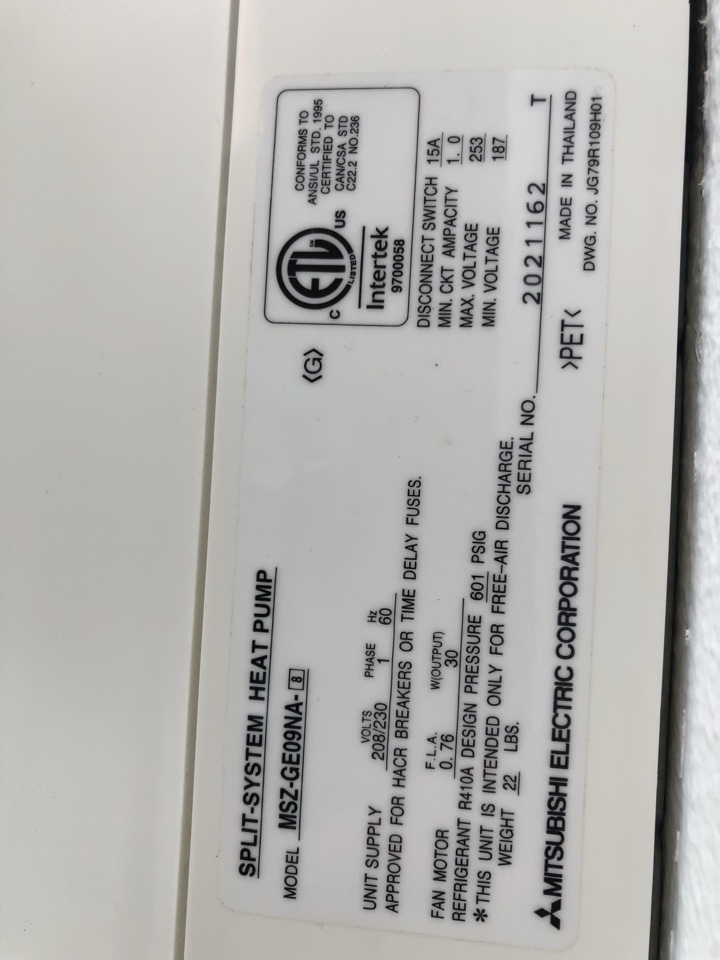 SPLIT-SYSTEM HEAT PUMP
MODEL MSZ-GE09NA-8
VOLTS PHASE Hz
UNIT SUPPLY 208/230 1 60
APPROVED FOR HACR BREAKERS OR TIME DELAY FUSES.
F.L.A. W(OUTPUT)
FAN MOTOR 0.76 30
REFRIGERANT R410A DESIGN PRESSURE 601 PSIG
*THIS UNIT IS INTENDED ONLY FOR FREE-AIR DISCHARGE.
WEIGHT 22 LBS.
<G>
C ETL CM LISTED US
Intertek
9700058
CONFORMS TO
ANSI/UL STD. 1995
CERTIFIED TO
CAN/CSA STD
C22.2 NO.236
DISCONNECT SWITCH 15A
MIN. CKT AMPACITY 1.0
MAX. VOLTAGE 253
MIN. VOLTAGE 187
SERIAL NO. 2021162 T
MITSUBISHI ELECTRIC CORPORATION
>PET<
MADE IN THAILAND
DWG. NO. JG79R109H01